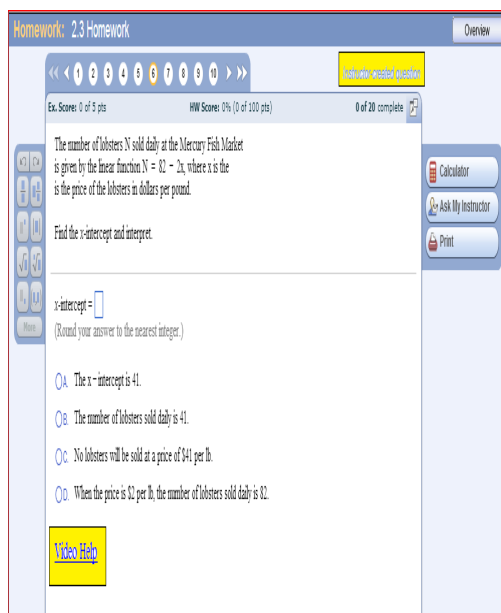 Homework: 2.3 Homework
Overview
1 2 3 4 5 6 7 8 9 10
Instructor-created question
Ex. Score: 0 of 5 pts
HW Score: 0% (0 of 100 pts)
0 of 20 complete
The number of lobsters N sold daily at the Mercury Fish Market
is given by the linear function N = 82 − 2x, where x is the
is the price of the lobsters in dollars per pound.
Find the x-intercept and interpret.
Calculator
Ask My Instructor
Print
More
x-intercept =
(Round your answer to the nearest integer.)
A. The x − intercept is 41.
B. The number of lobsters sold daily is 41.
C. No lobsters will be sold at a price of $41 per lb.
D. When the price is $2 per lb, the number of lobsters sold daily is 82.
Video Help